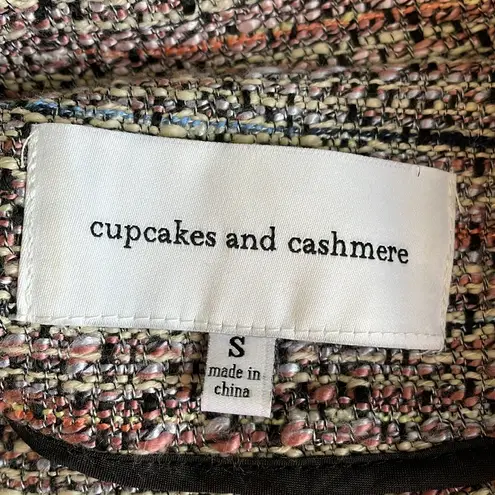 cupcakes and cashmere
S
made in
china